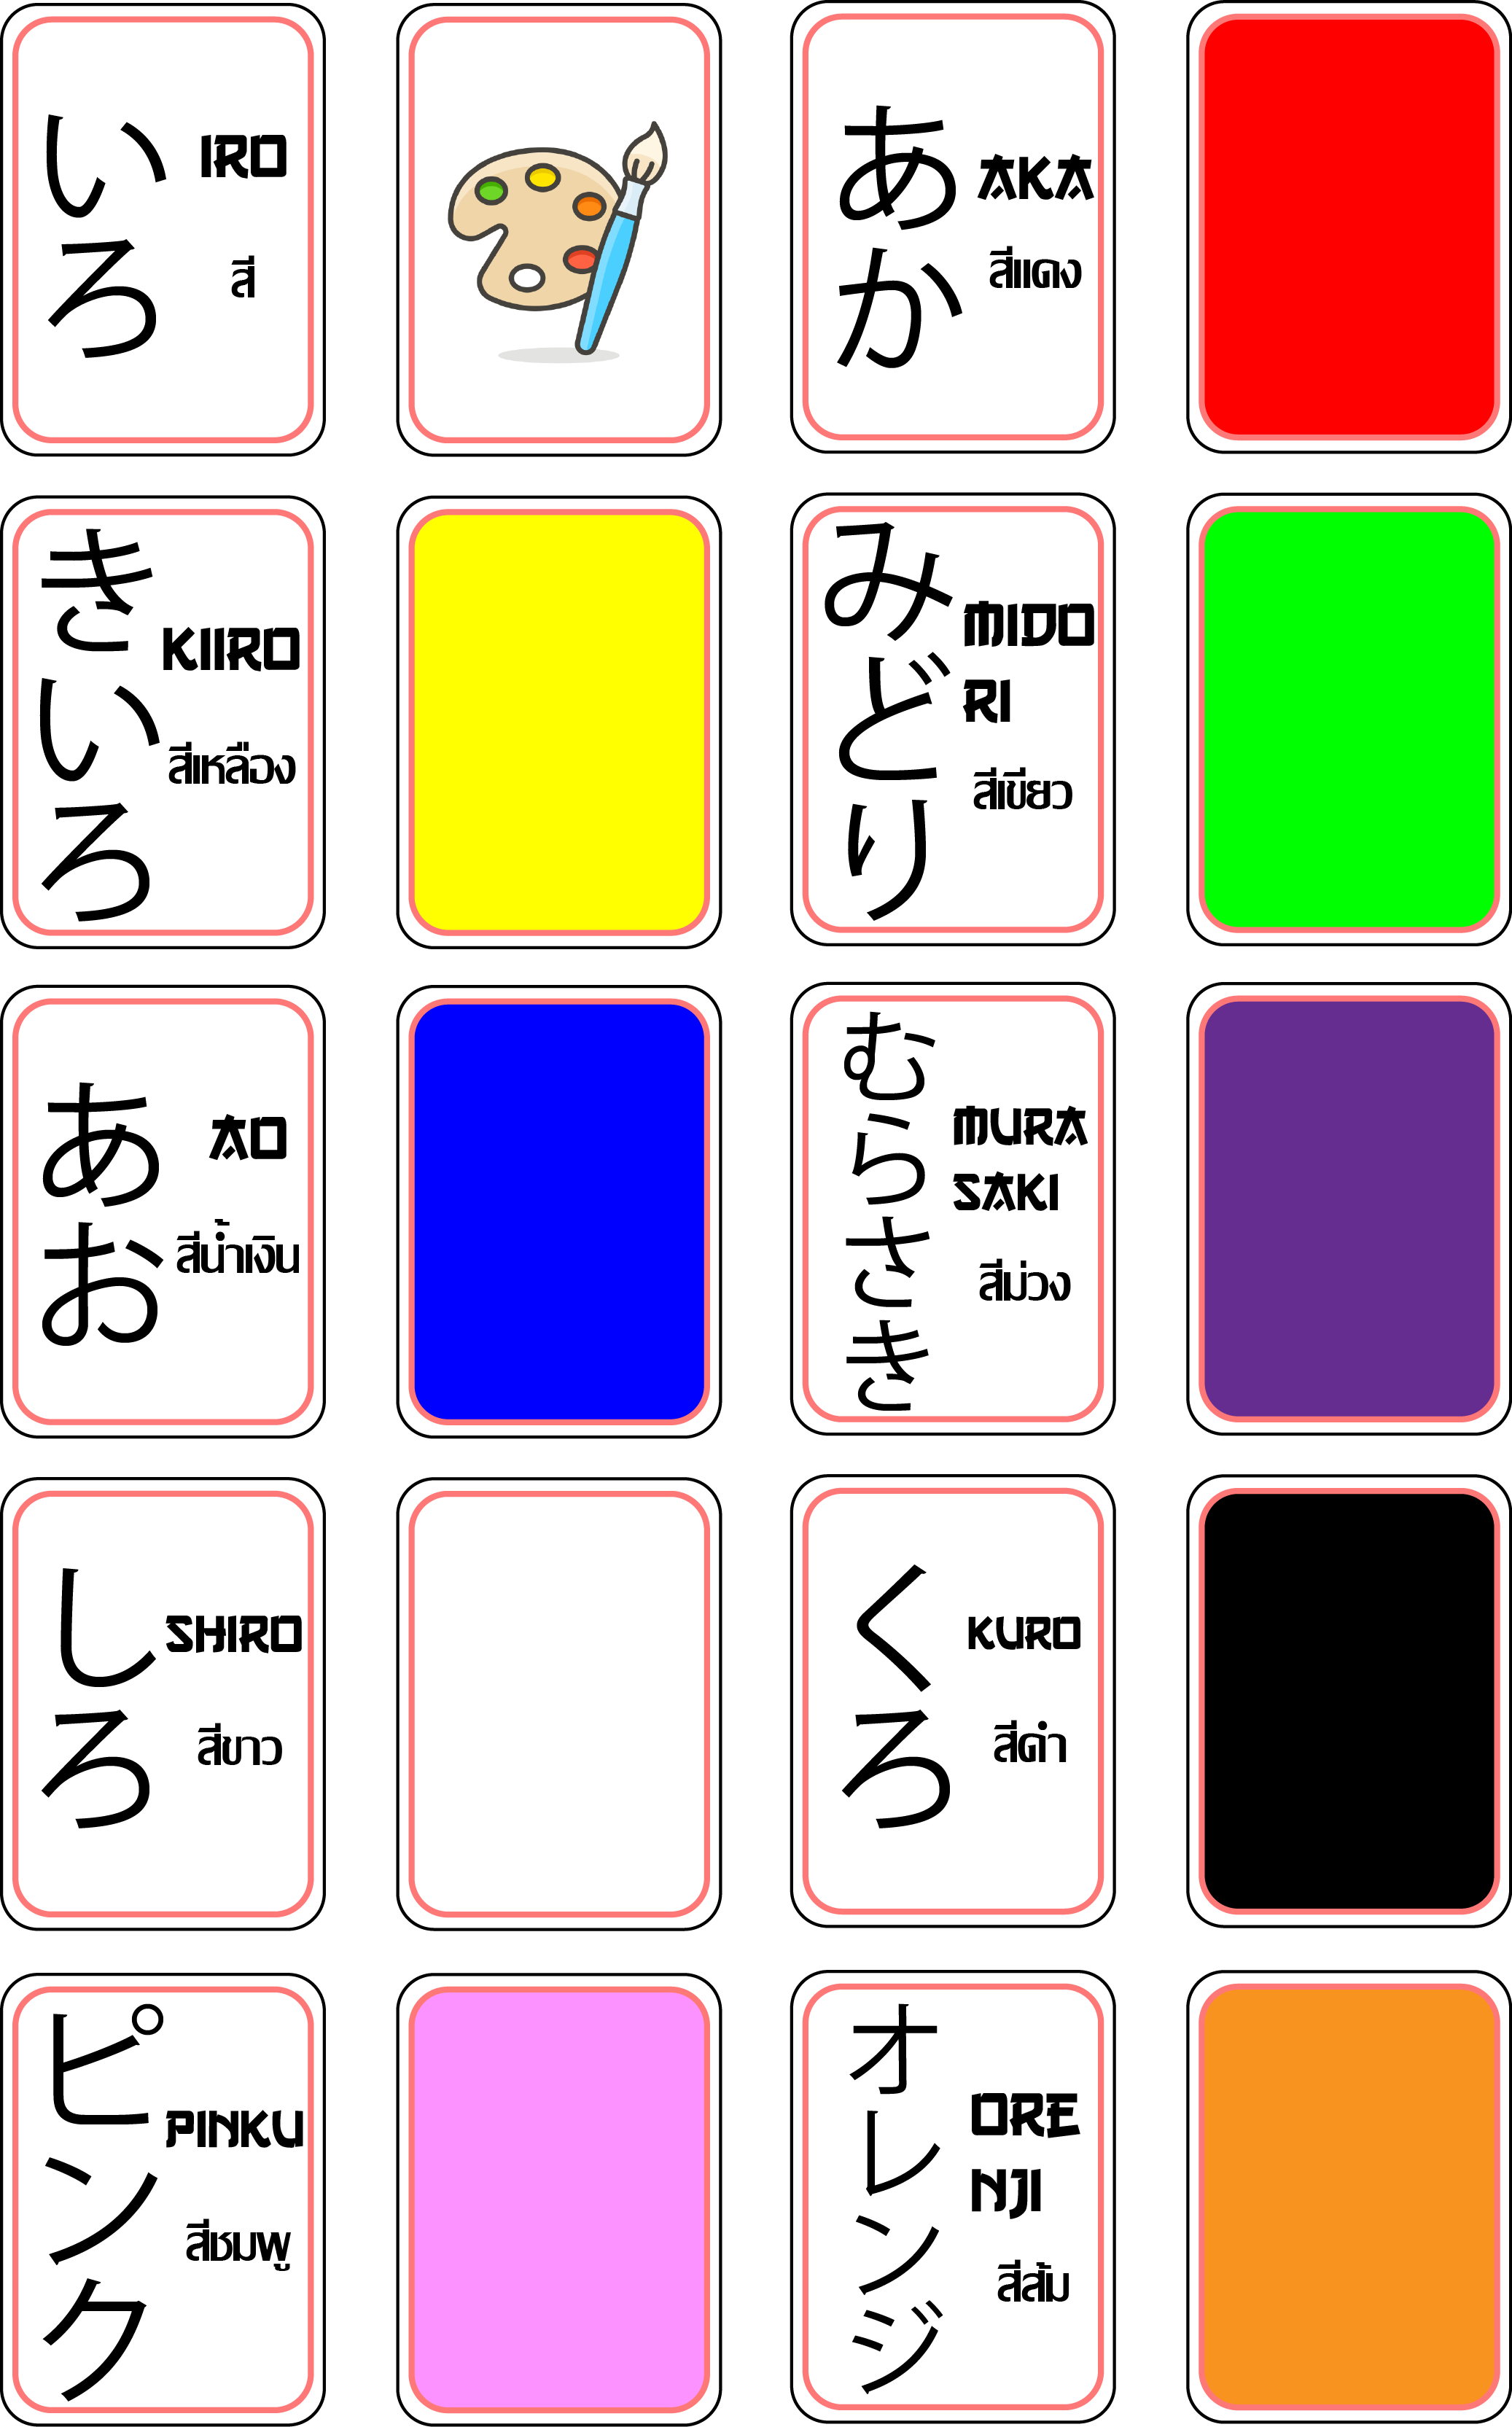 いろ
IRO
สี
あか
AKA
สีแดง
きいろ
KIIRO
สีเหลือง
みどり
MIDO
RI
สีเขียว
あお
AO
สีน้ำเงิน
むらさき
MURA
SAKI
สีม่วง
しろ
SHIRO
สีขาว
くろ
KURO
สีดำ
ピンク
PINKU
สีชมพู
オレンジ
ORE
NJI
สีส้ม